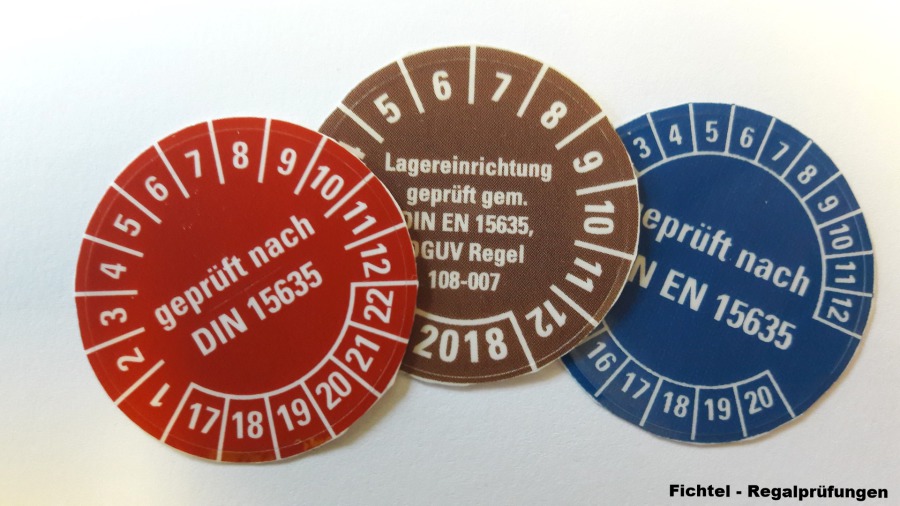 1 2 3 4 5 6 7 8 9 10 11 12
geprüft nach
DIN 15635
17 18 19 20 21 22
5 6 7 8 9 10 11 12
Lagereinrichtung
geprüft gem.
DIN EN 15635,
DGUV Regel
108-007
2018
3 4 5 6 7 8 9 10 11 12
geprüft nach
EN 15635
16 17 18 19 20
Fichtel - Regalprüfungen